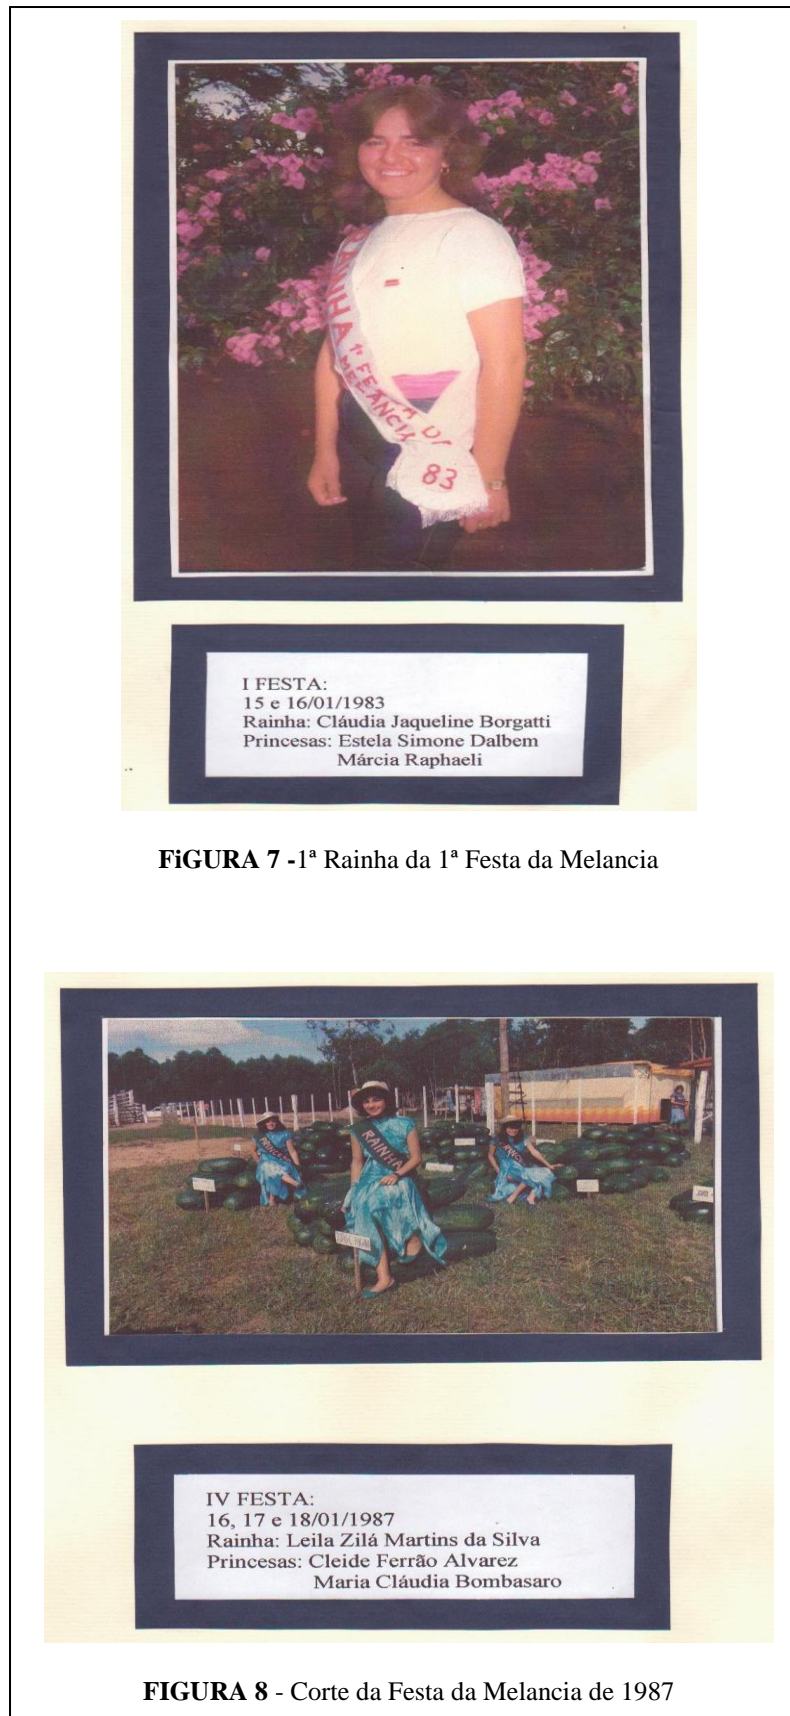 RAINHA
1ª FESTA DA
MELANCIA
83
I FESTA:
15 e 16/01/1983
Rainha: Cláudia Jaqueline Borgatti
Princesas: Estela Simone Dalbem
Márcia Raphaeli
FiGURA 7 -1ª Rainha da 1ª Festa da Melancia
RAINHA
IV FESTA:
16, 17 e 18/01/1987
Rainha: Leila Zilá Martins da Silva
Princesas: Cleide Ferrão Alvarez
Maria Cláudia Bombasaro
FIGURA 8 - Corte da Festa da Melancia de 1987